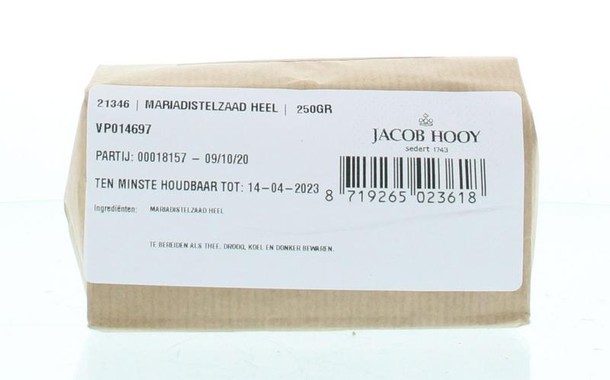 21346 | MARIADISTELZAAD HEEL | 250GR
VP014697
JACOB HOOY
sedert 1743
PARTIJ: 00018157 – 09/10/20
TEN MINSTE HOUDBAAR TOT: 14-04-2023
8 719265 023618
Ingrediënten: MARIADISTELZAAD HEEL
TE BEREIDEN ALS THEE. DROOG, KOEL EN DONKER BEWAREN.